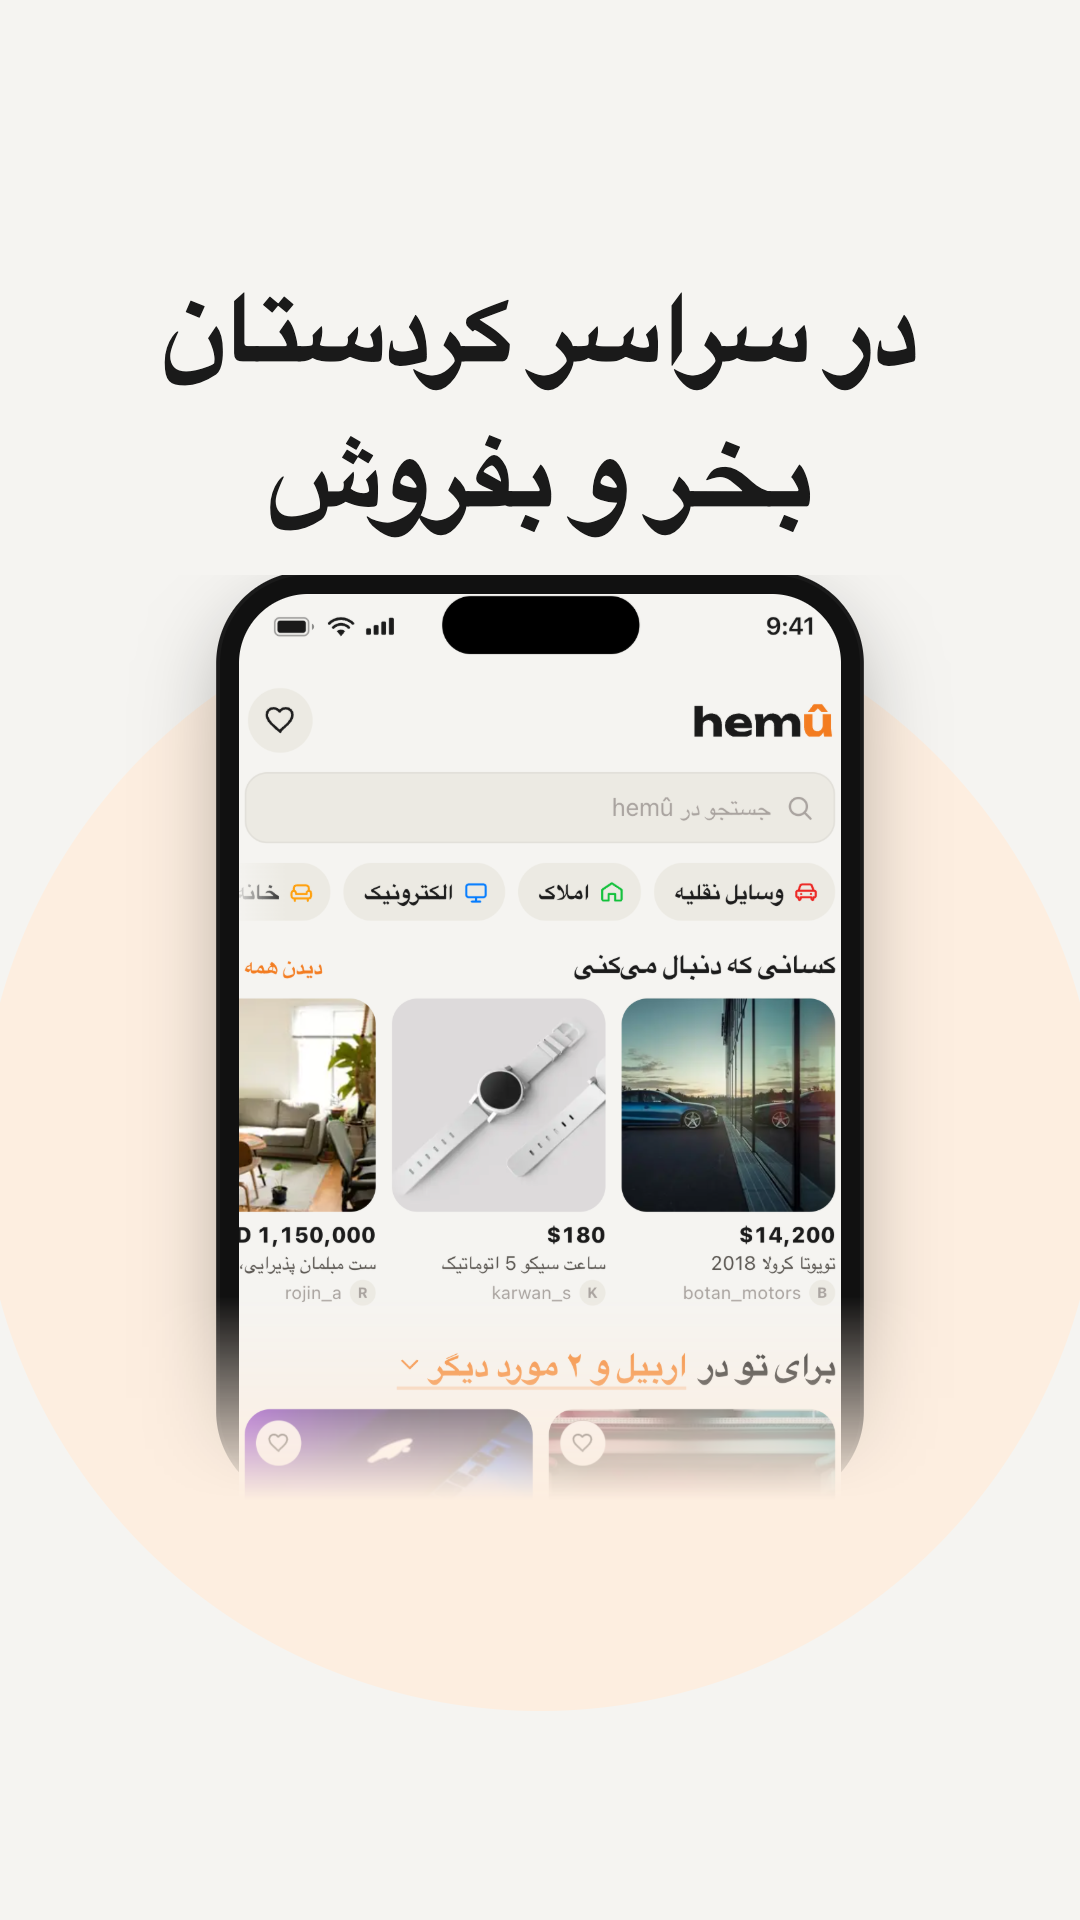 در سراسر کردستان
بخر و بفروش
9:41
hemû
جستجو در hemû
وسایل نقلیه
املاک
الکترونیک
خانه
کسانی که دنبال می‌کنی
دیدن همه
$14,200
تویوتا کرولا 2018
B botan_motors
$180
ساعت سیکو 5 اتوماتیک
K karwan_s
D 1,150,000
ست مبلمان پذیرایی،
R rojin_a
برای تو در اربیل و ۲ مورد دیگر